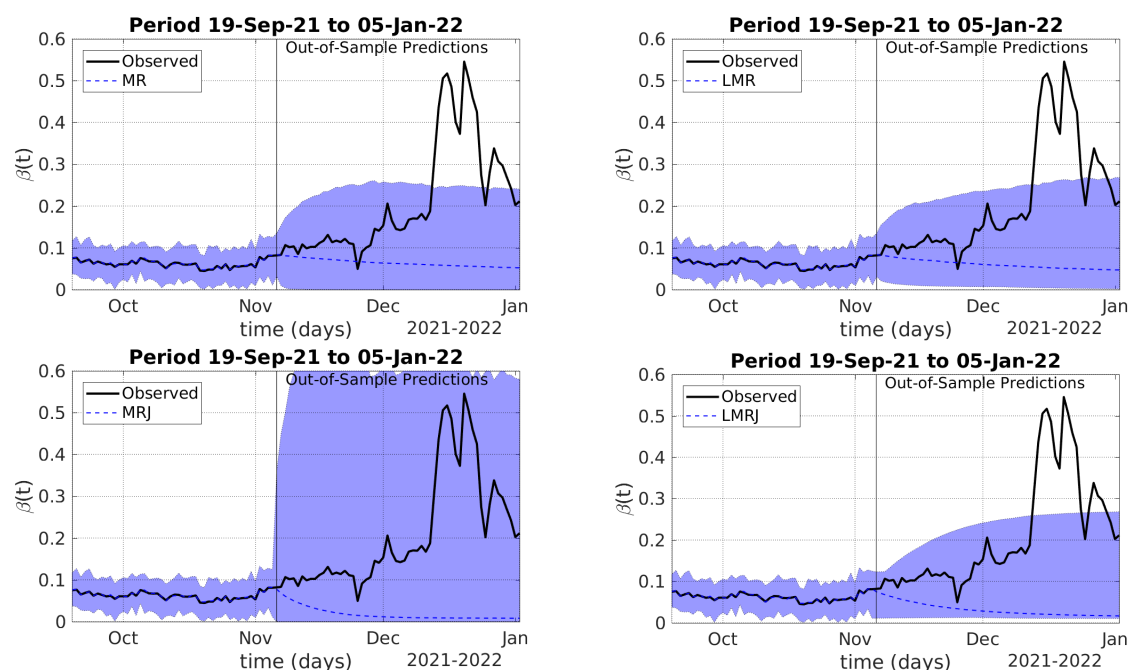 Period 19-Sep-21 to 05-Jan-22
Out-of-Sample Predictions
Observed
MR
0.6
0.5
0.4
0.3
0.2
0.1
0
β(t)
Oct
Nov
Dec
Jan
time (days)
2021-2022
Period 19-Sep-21 to 05-Jan-22
Out-of-Sample Predictions
Observed
LMR
0.6
0.5
0.4
0.3
0.2
0.1
0
β(t)
Oct
Nov
Dec
Jan
time (days)
2021-2022
Period 19-Sep-21 to 05-Jan-22
Out-of-Sample Predictions
Observed
MRJ
0.6
0.5
0.4
0.3
0.2
0.1
0
β(t)
Oct
Nov
Dec
Jan
time (days)
2021-2022
Period 19-Sep-21 to 05-Jan-22
Out-of-Sample Predictions
Observed
LMRJ
0.6
0.5
0.4
0.3
0.2
0.1
0
β(t)
Oct
Nov
Dec
Jan
time (days)
2021-2022